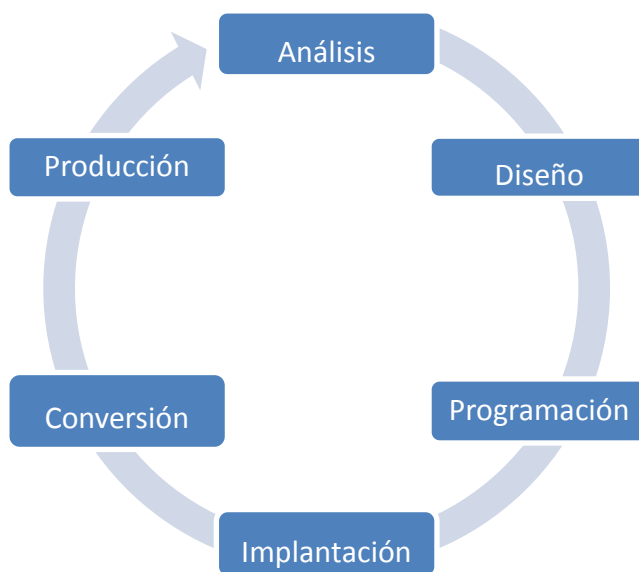 Análisis
Diseño
Programación
Implantación
Conversión
Producción